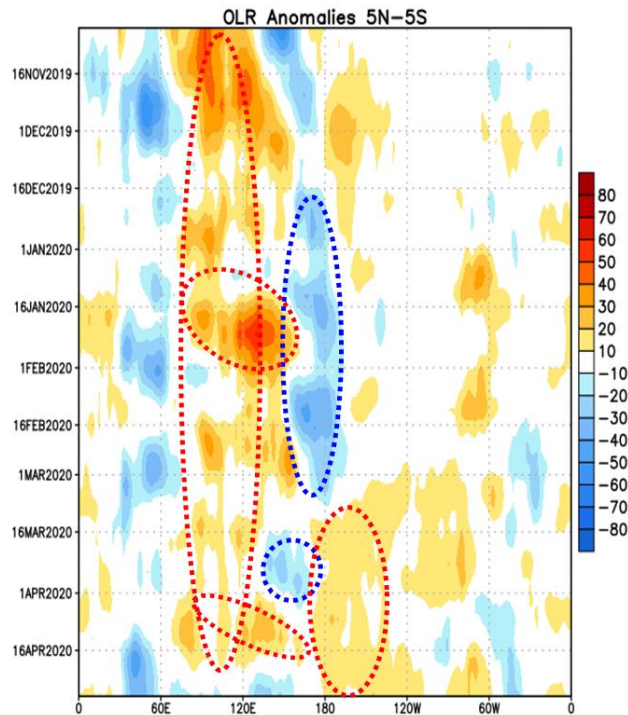 OLR Anomalies 5N-5S
16NOV2019
1DEC2019
16DEC2019
1JAN2020
16JAN2020
1FEB2020
16FEB2020
1MAR2020
16MAR2020
1APR2020
16APR2020
0
60E
120E
180
120W
60W
0
80
70
60
50
40
30
20
10
-10
-20
-30
-40
-50
-60
-70
-80